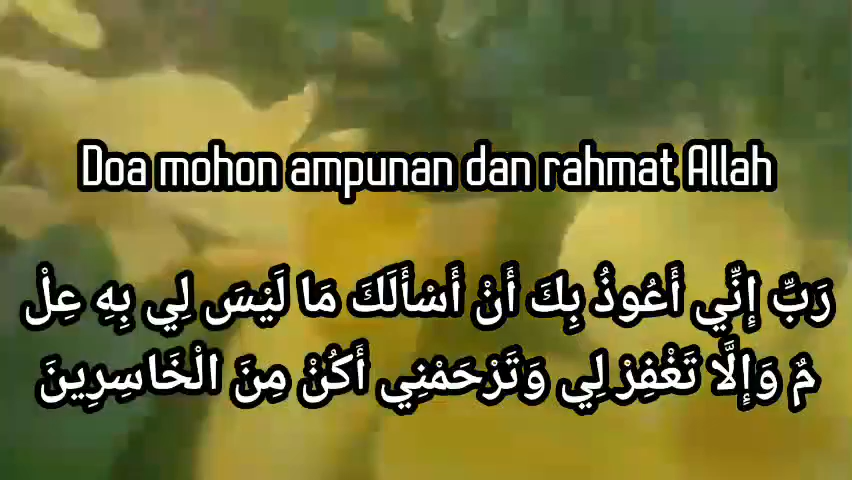 Doa mohon ampunan dan rahmat Allah
رَبِّ إِنِّي أَعُوذُ بِكَ أَنْ أَسْأَلَكَ مَا لَيْسَ لِي بِهِ عِلْ
مٌ وَإِلَّا تَغْفِرْ لِي وَتَرْحَمْنِي أَكُنْ مِنَ الْخَاسِرِينَ